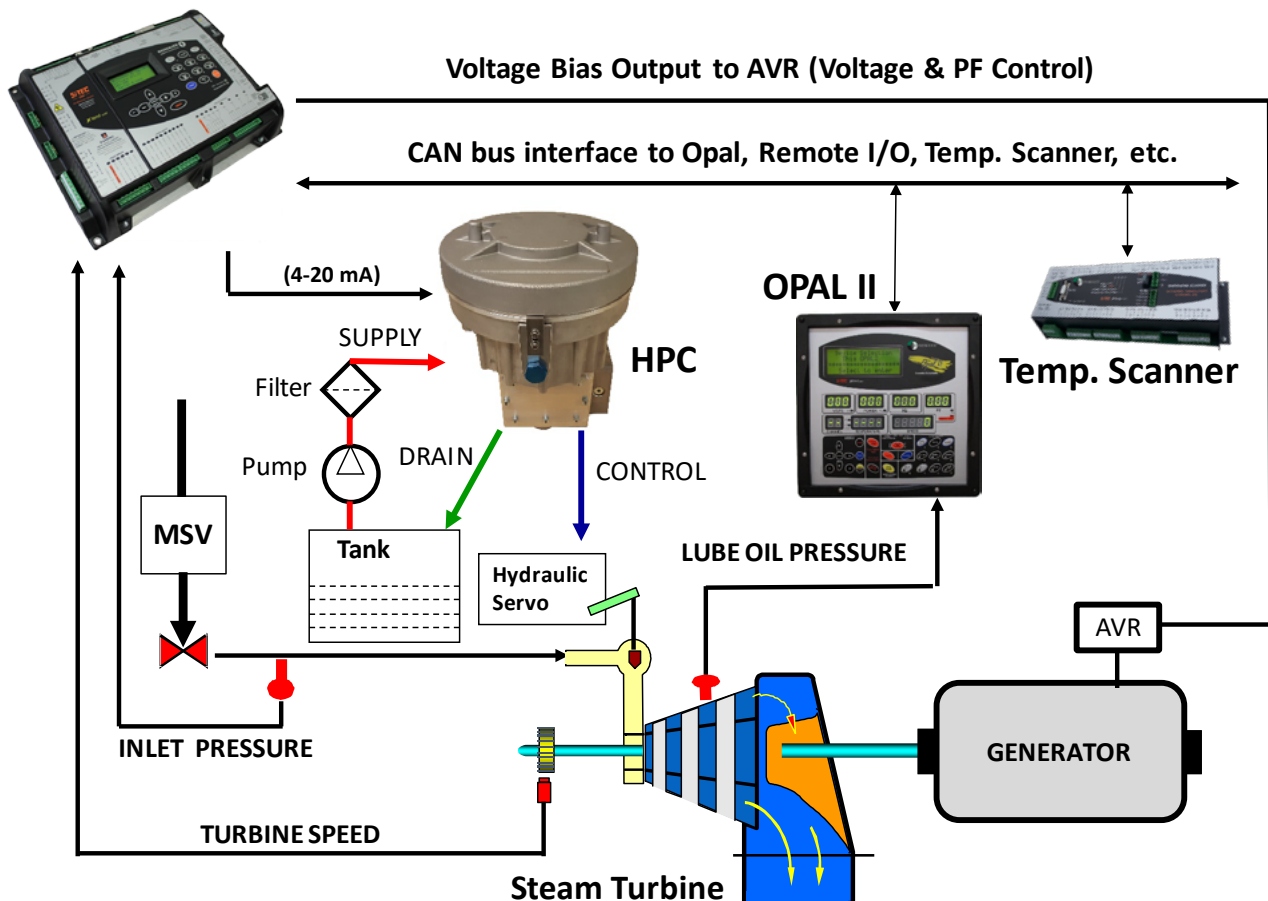 Voltage Bias Output to AVR (Voltage & PF Control)
CAN bus interface to Opal, Remote I/O, Temp. Scanner, etc.
(4-20 mA)
SUPPLY
HPC
OPAL II
Temp. Scanner
Filter
Pump
DRAIN
CONTROL
MSV
Tank
Hydraulic
Servo
LUBE OIL PRESSURE
AVR
INLET PRESSURE
GENERATOR
TURBINE SPEED
Steam Turbine